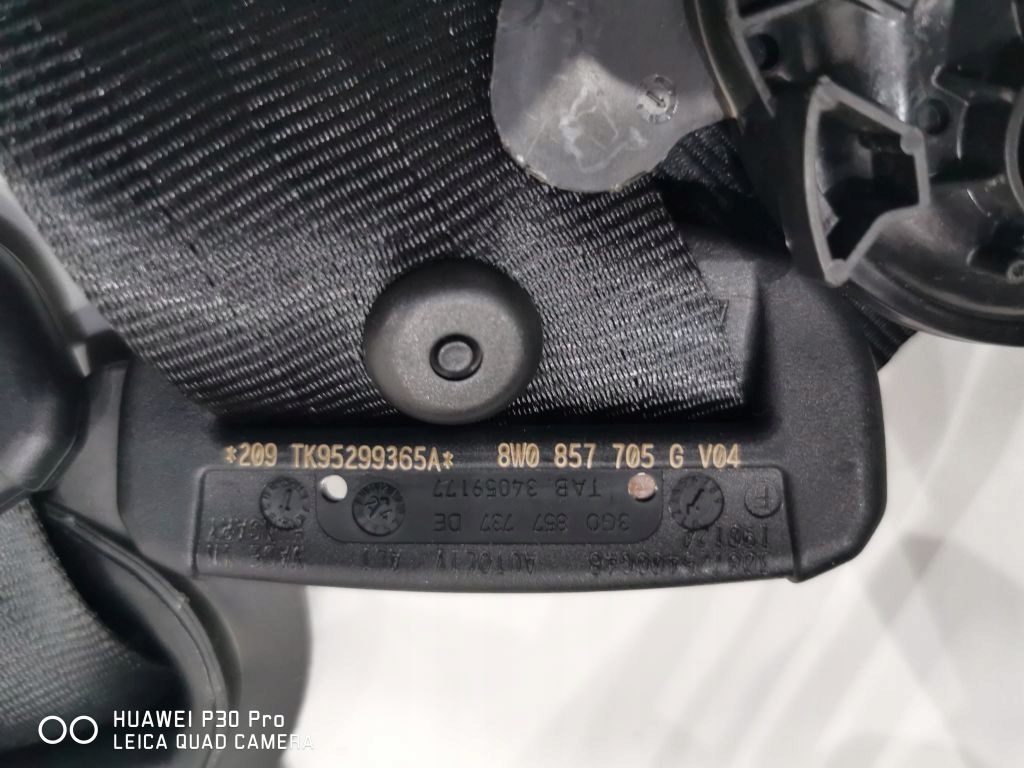 *209 TK95299365A* 8W0 857 705 G V04
TAB. 34059177
3G0 857 737 DE
AUTOLIV
F
HUAWEI P30 Pro
LEICA QUAD CAMERA